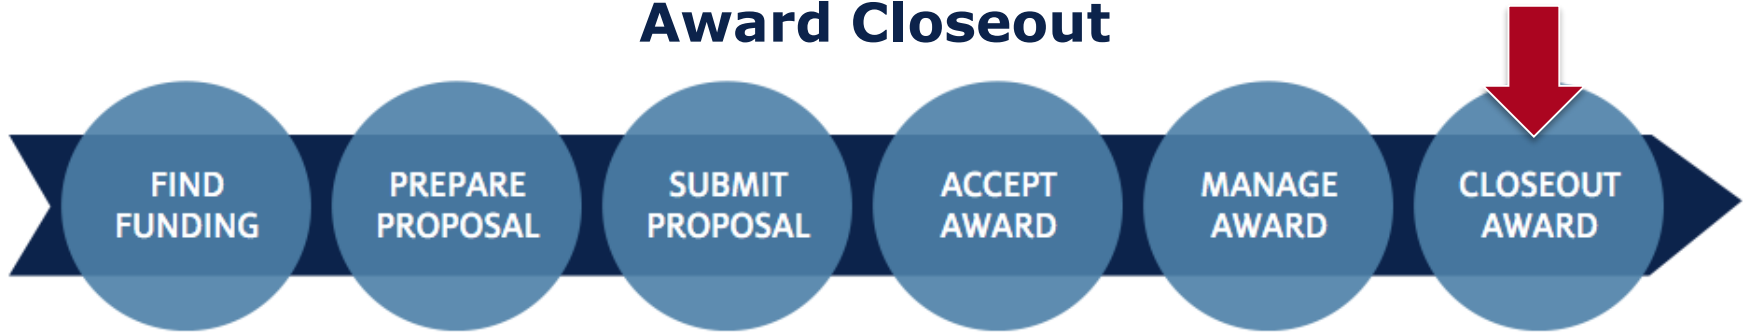 Award Closeout
FIND
FUNDING
PREPARE
PROPOSAL
SUBMIT
PROPOSAL
ACCEPT
AWARD
MANAGE
AWARD
CLOSEOUT
AWARD